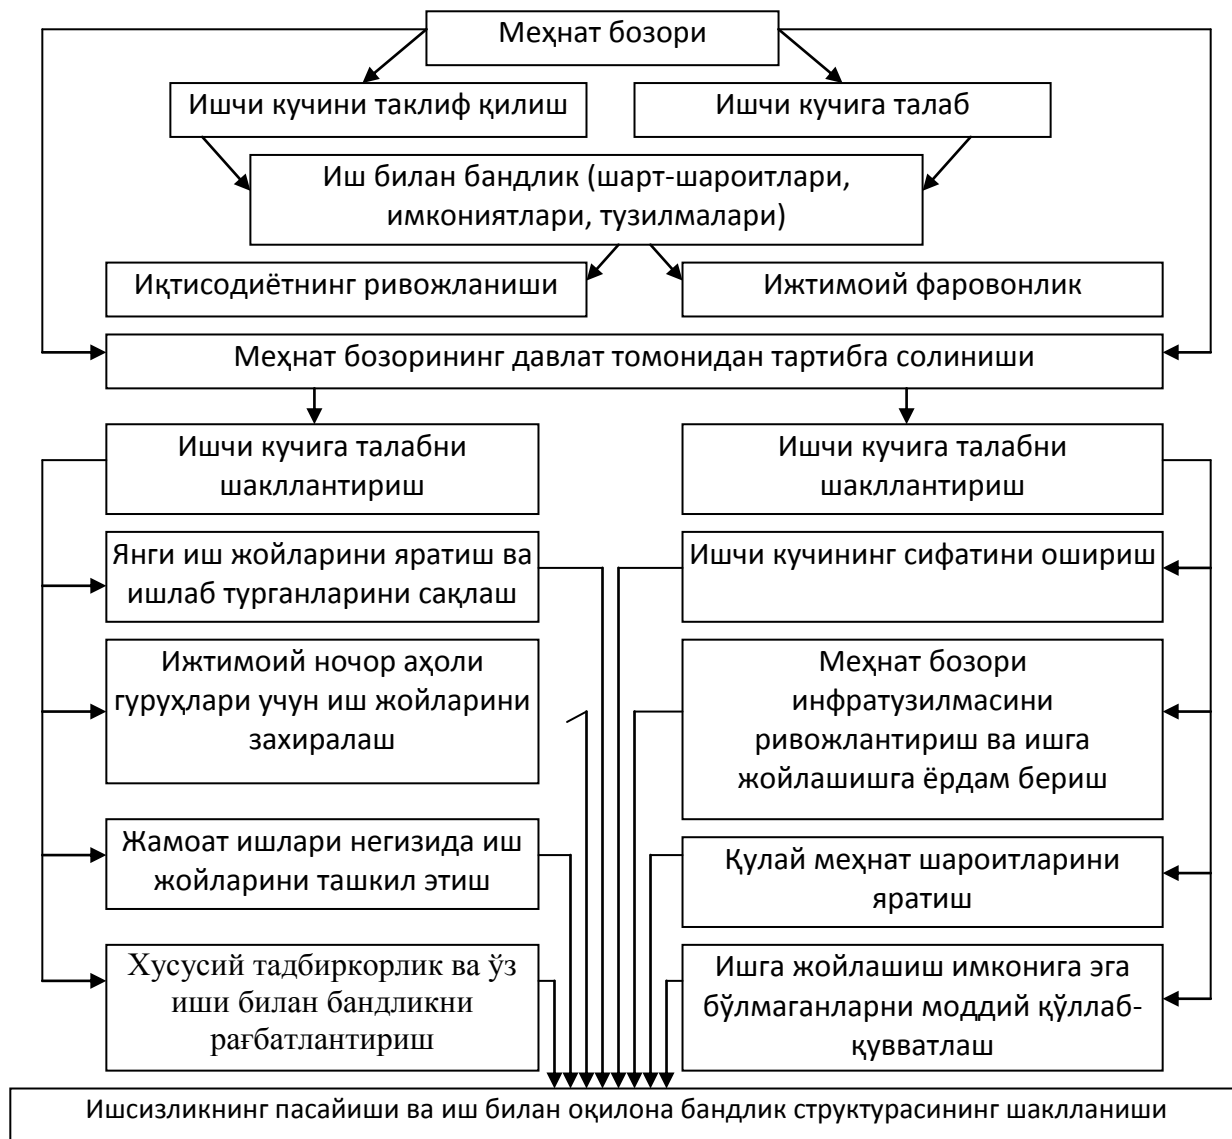 Меҳнат бозори
Ишчи кучини таклиф қилиш
Ишчи кучига талаб
Иш билан бандлик (шарт-шароитлари,
имкониятлари, тузилмалари)
Иқтисодиётнинг ривожланиши
Ижтимоий фаровонлик
Меҳнат бозорининг давлат томонидан тартибга солиниши
Ишчи кучига талабни
шакллантириш
Ишчи кучига талабни
шакллантириш
Янги иш жойларини яратиш ва
ишлаб турганларини сақлаш
Ишчи кучининг сифатини ошириш
Ижтимоий ночор аҳоли
гуруҳлари учун иш жойларини
захиралаш
Меҳнат бозори
инфратузилмасини
ривожлантириш ва ишга
жойлашишга ёрдам бериш
Жамоат ишлари негизида иш
жойларини ташкил этиш
Қулай меҳнат шароитларини
яратиш
Хусусий тадбиркорлик ва ўз
иши билан бандликни
рағбатлантириш
Ишга жойлашиш имконига эга
бўлмаганларни моддий қўллаб-
қувватлаш
Ишсизликнинг пасайиши ва иш билан оқилона бандлик структурасининг шаклланиши